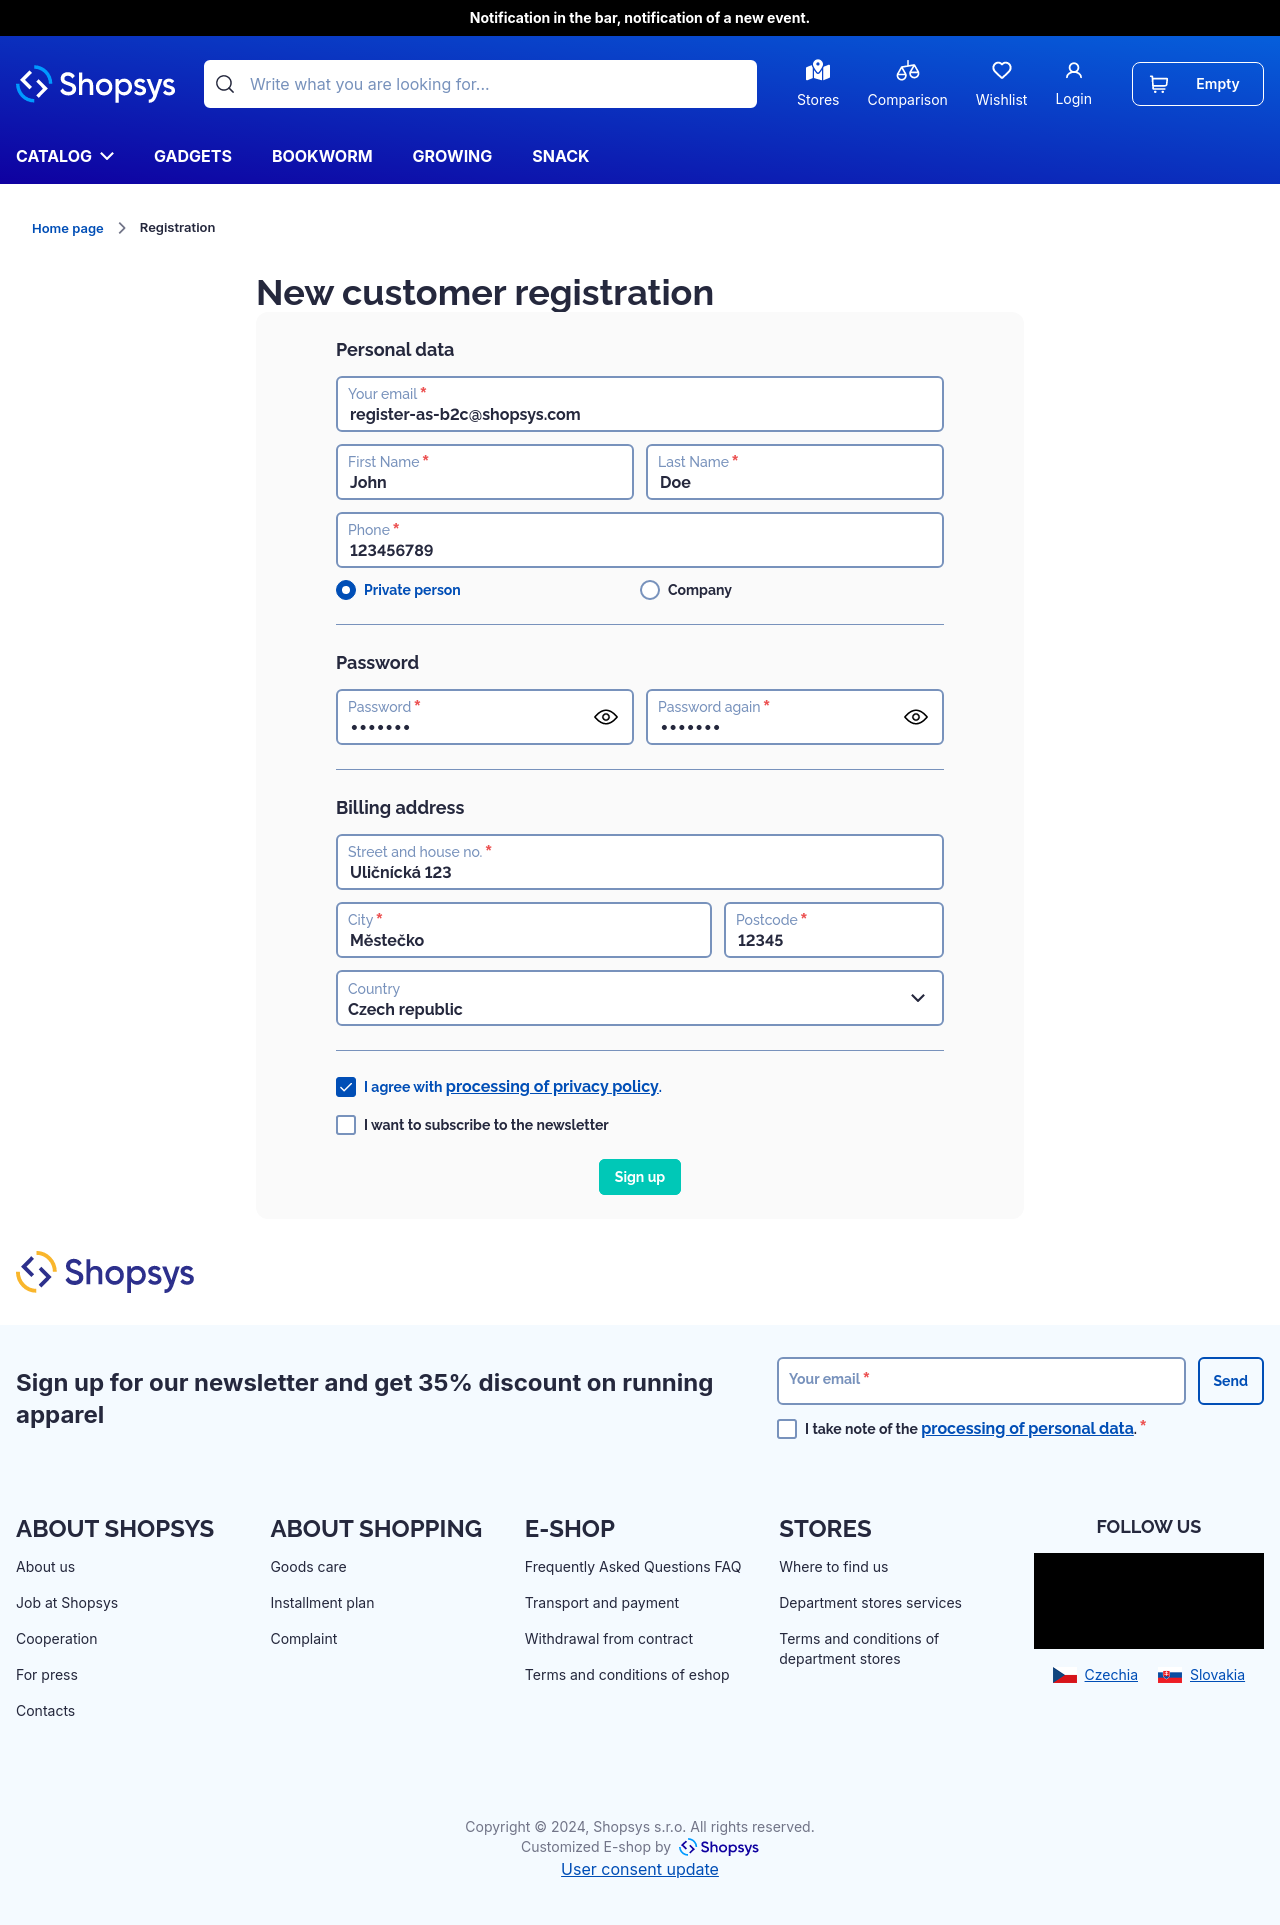 Notification in the bar, notification of a new event.
Shopsys
Write what you are looking for...
Stores
Comparison
Wishlist
Login
Empty
CATALOG
GADGETS
BOOKWORM
GROWING
SNACK
Home page
Registration
New customer registration
Personal data
Your email *
register-as-b2c@shopsys.com
First Name *
John
Last Name *
Doe
Phone *
123456789
Private person
Company
Password
Password *
•••••••
Password again *
•••••••
Billing address
Street and house no. *
Uličnícká 123
City *
Městečko
Postcode *
12345
Country
Czech republic
I agree with processing of privacy policy.
I want to subscribe to the newsletter
Sign up
Shopsys
Sign up for our newsletter and get 35% discount on running
apparel
Your email *
Send
I take note of the processing of personal data. *
ABOUT SHOPSYS
About us
Job at Shopsys
Cooperation
For press
Contacts
ABOUT SHOPPING
Goods care
Installment plan
Complaint
E-SHOP
Frequently Asked Questions FAQ
Transport and payment
Withdrawal from contract
Terms and conditions of eshop
STORES
Where to find us
Department stores services
Terms and conditions of
department stores
FOLLOW US
Czechia
Slovakia
Copyright © 2024, Shopsys s.r.o. All rights reserved.
Customized E-shop by Shopsys
User consent update